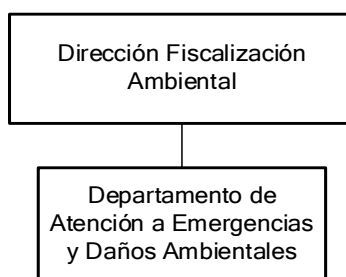 Dirección Fiscalización
Ambiental
Departamento de
Atención a Emergencias
y Daños Ambientales